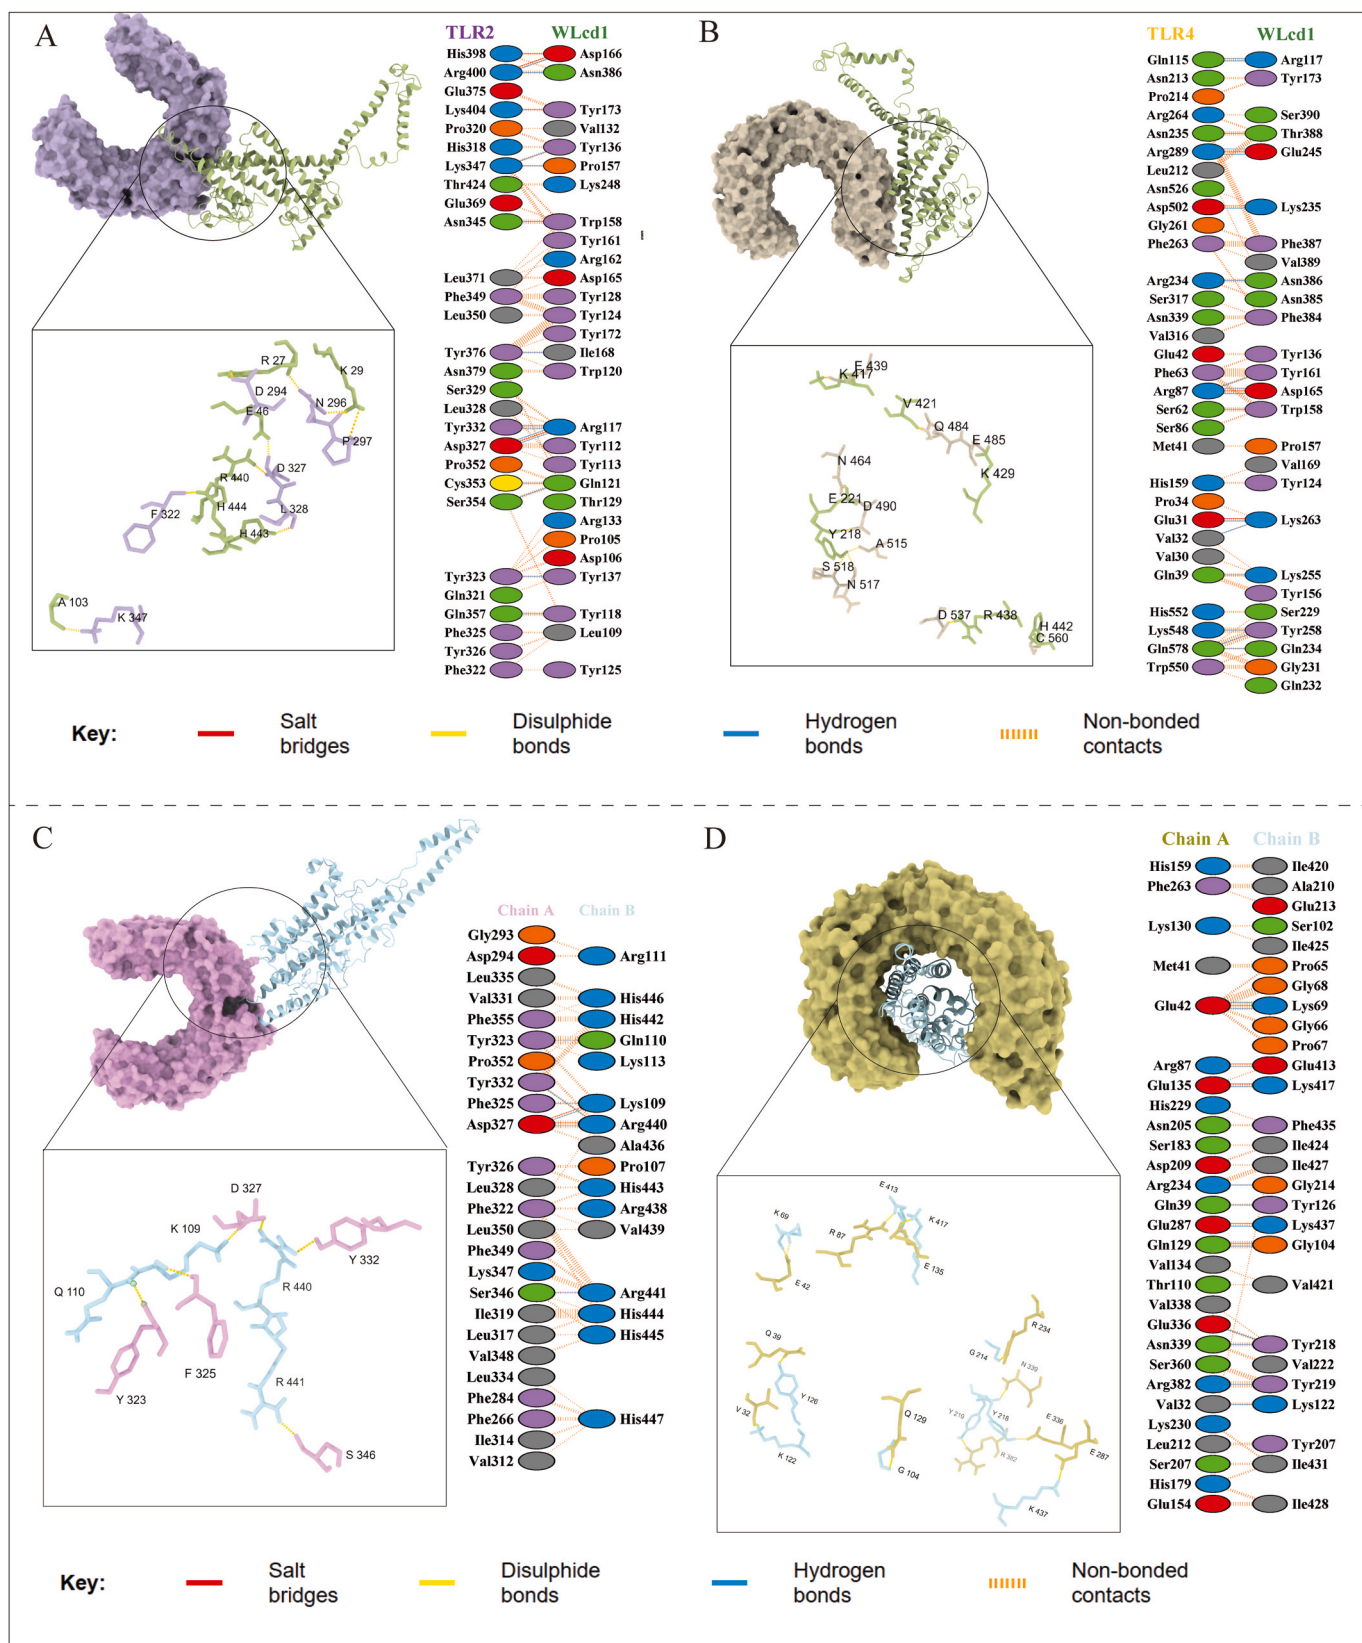 A
TLR2 WLcd1
His398 Asp166
Arg400 Asn386
Glu375
Lys404 Tyr173
Pro320 Val132
His318 Tyr136
Lys347 Pro157
Thr424 Lys248
Glu369
Asn345 Trp158
Tyr161
Arg162
Leu371 Asp165
Phe349 Tyr128
Leu350 Tyr124
Tyr172
Tyr376 Ile168
Asn379 Trp120
Ser329
Leu328
Tyr332 Arg117
Asp327 Tyr112
Pro352 Tyr113
Cys353 Gln121
Ser354 Thr129
Arg133
Pro105
Asp106
Tyr323 Tyr137
Gln321
Gln357 Tyr118
Phe325 Leu109
Tyr326
Phe322 Tyr125
R 27
K 29
D 294
N 296
E 46
P 297
D 327
R 440
H 444
L 328
F 322
H 443
A 103
K 347
B
TLR4 WLcd1
Gln115 Arg117
Asn213 Tyr173
Pro214
Arg264 Ser390
Asn235 Thr388
Arg289 Glu245
Leu212
Asn526
Asp502 Lys235
Gly261
Phe263 Phe387
Val389
Arg234 Asn386
Ser317 Asn385
Asn339 Phe384
Val316
Glu42 Tyr136
Phe63 Tyr161
Arg87 Asp165
Ser62 Trp158
Ser86
Met41 Pro157
Val169
His159 Tyr124
Pro34
Glu31 Lys263
Val32
Val30
Gln39 Lys255
Tyr156
His552 Ser229
Lys548 Tyr258
Gln578 Gln234
Trp550 Gly231
Gln232
E 439
K 417
V 421
Q 484
E 485
N 464
K 429
E 221
D 490
Y 218
A 515
S 518
N 517
D 537
R 438
H 442
C 560
Key: Salt bridges Disulphide bonds Hydrogen bonds Non-bonded contacts
C
Chain A Chain B
Gly293
Asp294 Arg111
Leu335
Val331 His446
Phe355 His442
Tyr323 Gln110
Pro352 Lys113
Tyr332
Phe325 Lys109
Asp327 Arg440
Ala436
Tyr326 Pro107
Leu328 His443
Phe322 Arg438
Leu350 Val439
Phe349
Lys347
Ser346 Arg441
Ile319 His444
Leu317 His445
Val348
Leu334
Phe284
Phe266 His447
Ile314
Val312
D 327
K 109
Y 332
Q 110
R 440
F 325
Y 323
R 441
S 346
D
Chain A Chain B
His159 Ile420
Phe263 Ala210
Glu213
Lys130 Ser102
Ile425
Met41 Pro65
Gly68
Glu42 Lys69
Gly66
Pro67
Arg87 Glu413
Glu135 Lys417
His229
Asn205 Phe435
Ser183 Ile424
Asp209 Ile427
Arg234 Gly214
Gln39 Tyr126
Glu287 Lys437
Gln129 Gly104
Val134
Thr110 Val421
Val338
Glu336
Asn339 Tyr218
Ser360 Val222
Arg382 Tyr219
Val32 Lys122
Lys230
Leu212 Tyr207
Ser207 Ile431
His179
Glu154 Ile428
E 413
K 69
K 417
R 87
E 42
E 135
R 234
Q 39
G 214
N 339
Y 126
V 32
Q 129
Y 219
Y 218
E 336
R 382
E 287
K 122
G 104
K 437
Key: Salt bridges Disulphide bonds Hydrogen bonds Non-bonded contacts